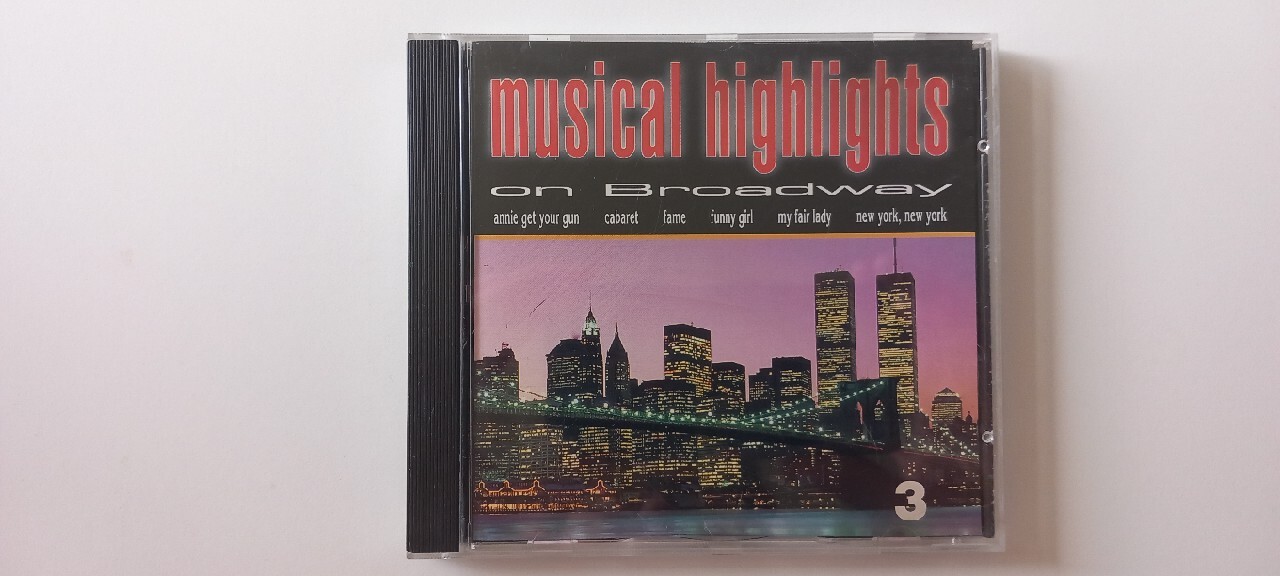 musical highlights
on Broadway
annie get your gun cabaret fame funny girl my fair lady new york, new york
3